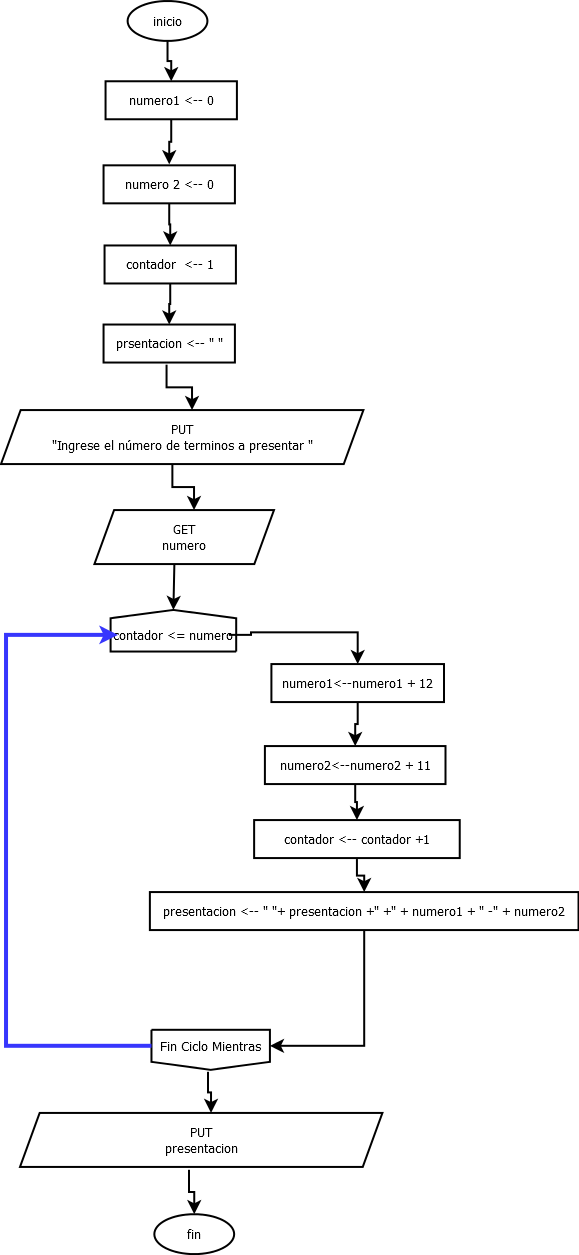 inicio
numero1 <-- 0
numero 2 <-- 0
contador  <-- 1
prsentacion <-- " "
PUT
"Ingrese el número de terminos a presentar "
GET
numero
contador <= numero
numero1<--numero1 + 12
numero2<--numero2 + 11
contador <-- contador +1
presentacion <-- " "+ presentacion +" +" + numero1 + " -" + numero2
Fin Ciclo Mientras
PUT
presentacion
fin